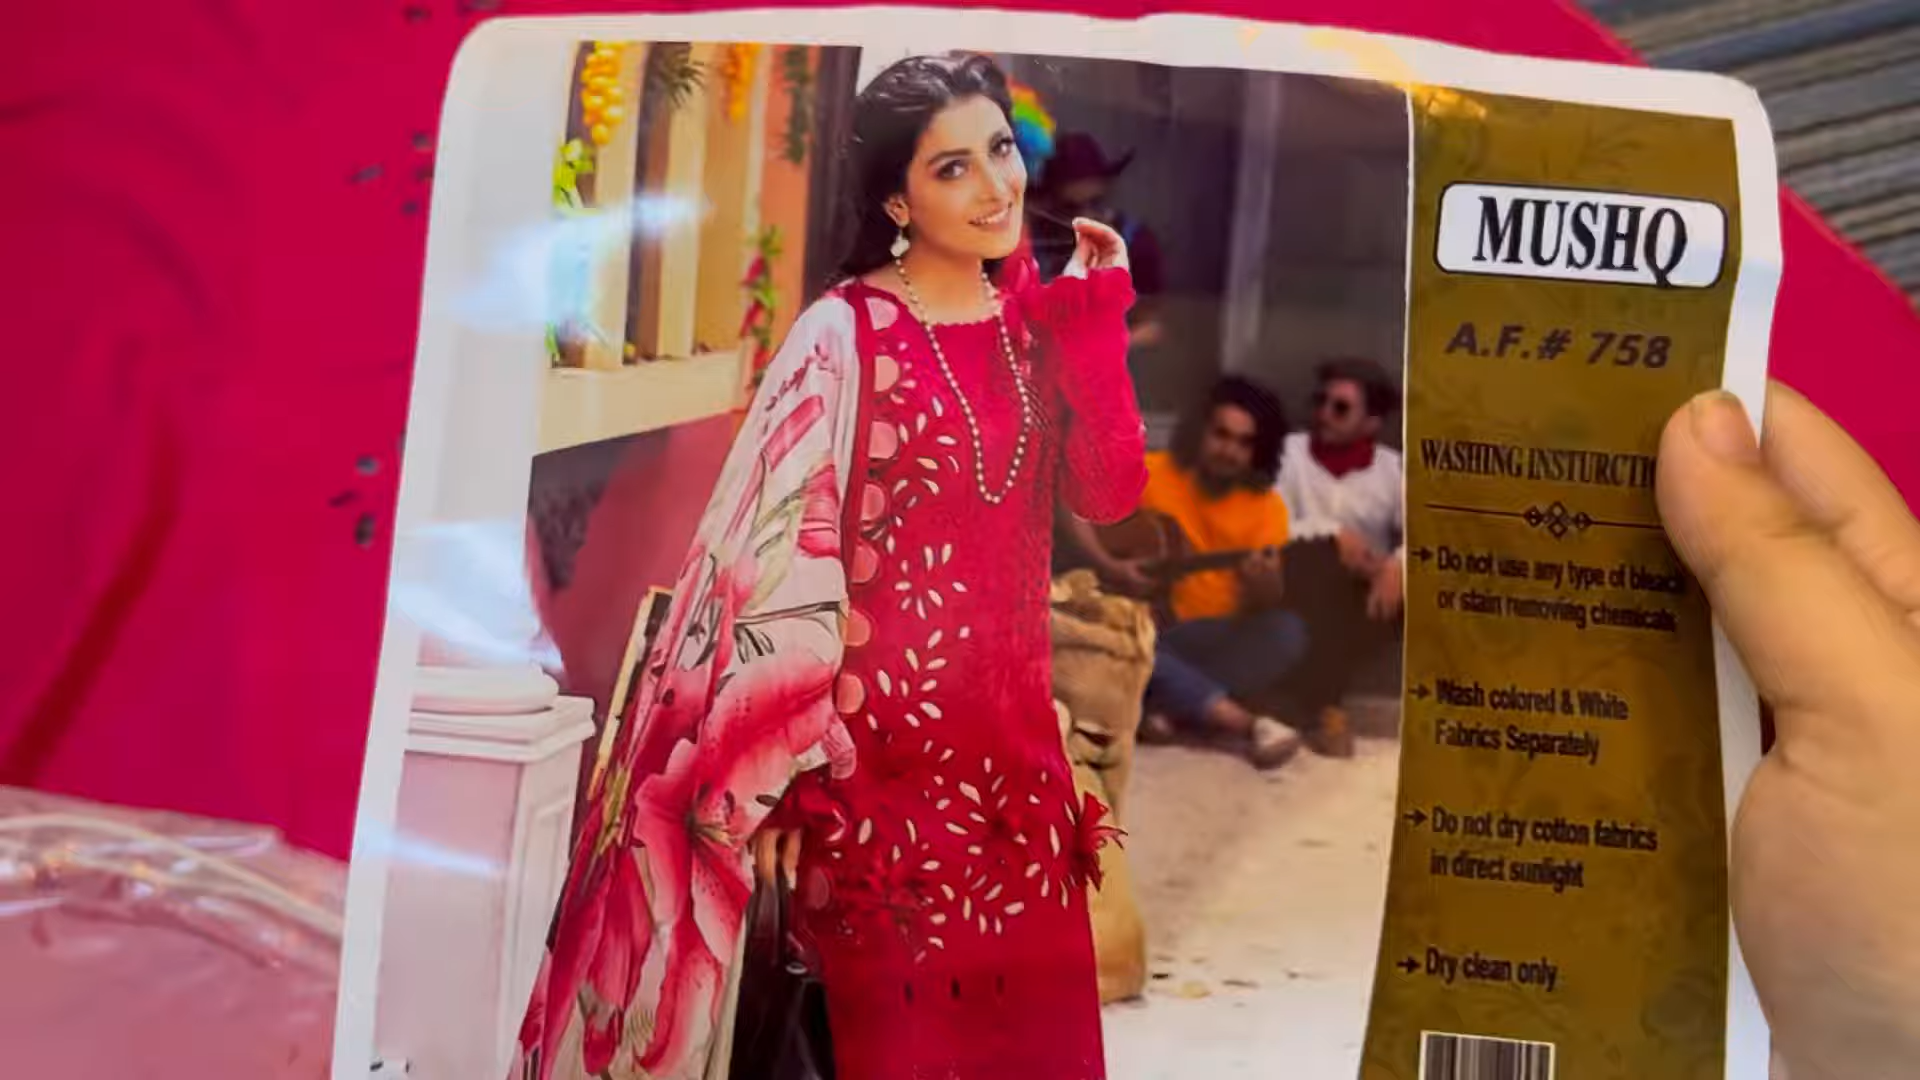 MUSHQ
A.F.# 758
WASHING INSTURCTI
Do not use any type of bleach
or stain removing chemicals
Wash colored & White
Fabrics Separately
Do not dry cotton fabrics
in direct sunlight
Dry clean only